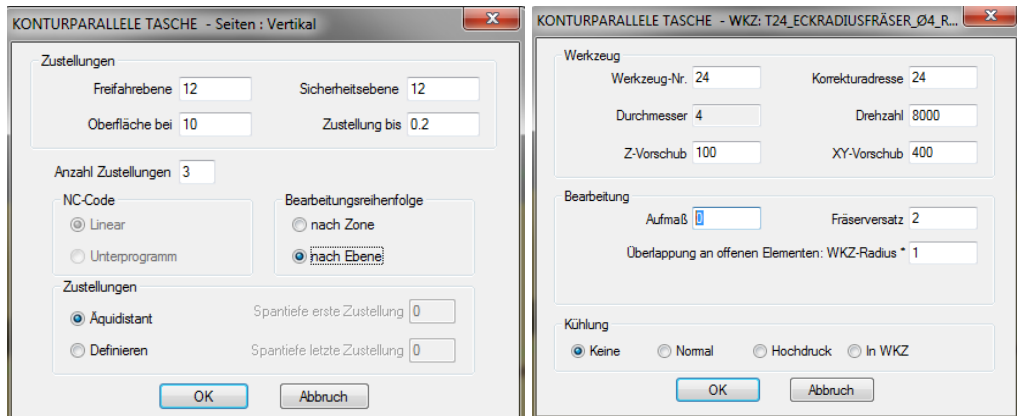 KONTURPARALLELE TASCHE - Seiten : Vertikal
Zustellungen
Freifahrebene 12 Sicherheitsebene 12
Oberfläche bei 10 Zustellung bis 0.2
Anzahl Zustellungen 3
NC-Code
Linear
Unterprogramm
Bearbeitungsreihenfolge
nach Zone
nach Ebene
Zustellungen
Äquidistant Spantiefe erste Zustellung 0
Definieren Spantiefe letzte Zustellung 0
OK Abbruch
KONTURPARALLELE TASCHE - WKZ: T24_ECKRADIUSFRÄSER_Ø4_R...
Werkzeug
Werkzeug-Nr. 24 Korrekturadresse 24
Durchmesser 4 Drehzahl 8000
Z-Vorschub 100 XY-Vorschub 400
Bearbeitung
Aufmaß 0 Fräserversatz 2
Überlappung an offenen Elementen: WKZ-Radius * 1
Kühlung
Keine Normal Hochdruck In WKZ
OK Abbruch